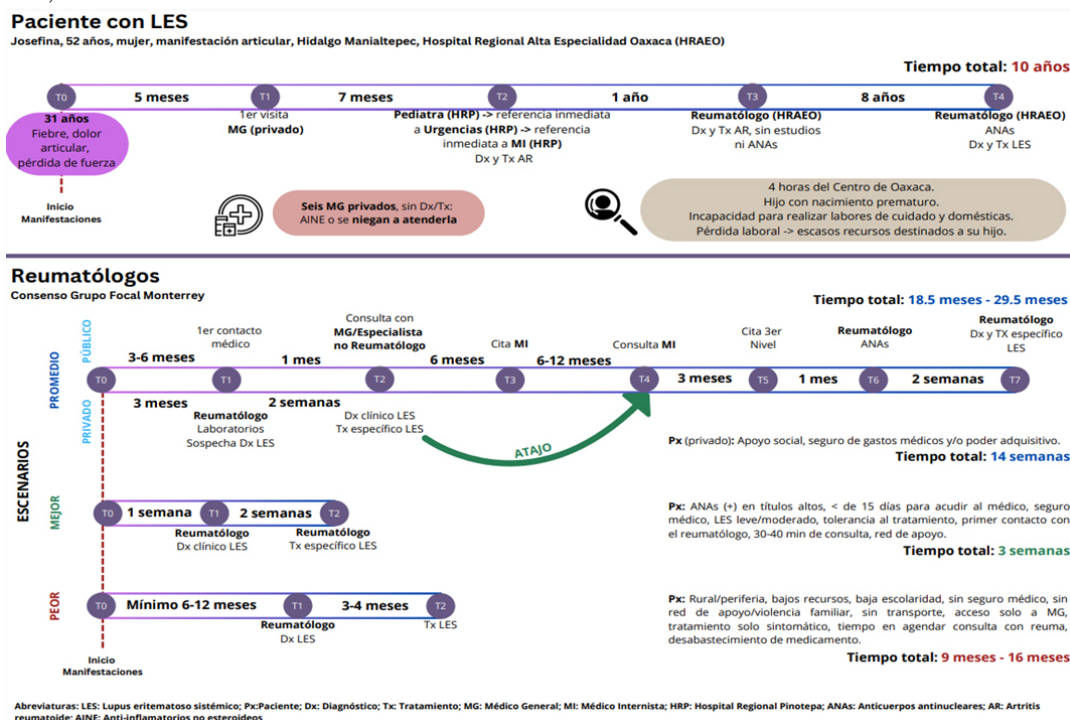 Paciente con LES
Josefina, 52 años, mujer, manifestación articular, Hidalgo Manialtepec, Hospital Regional Alta Especialidad Oaxaca (HRAEO)
Tiempo total: 10 años
T0
5 meses
T1
7 meses
T2
1 año
T3
8 años
T4
31 años
Fiebre, dolor
articular,
pérdida de fuerza
1er visita
MG (privado)
Pediatra (HRP) -> referencia inmediata
a Urgencias (HRP) -> referencia
inmediata a MI (HRP)
Dx y Tx AR
Reumatólogo (HRAEO)
Dx y Tx AR, sin estudios
ni ANAs
Reumatólogo (HRAEO)
ANAs
Dx y Tx LES
Inicio
Manifestaciones
Seis MG privados, sin Dx/Tx:
AINE o se niegan a atenderla
4 horas del Centro de Oaxaca.
Hijo con nacimiento prematuro.
Incapacidad para realizar labores de cuidado y domésticas.
Pérdida laboral -> escasos recursos destinados a su hijo.
Reumatólogos
Consenso Grupo Focal Monterrey
Tiempo total: 18.5 meses - 29.5 meses
ESCENARIOS
PROMEDIO
PÚBLICO
PRIVADO
3-6 meses
1er contacto
médico
1 mes
Consulta con
MG/Especialista
no Reumatólogo
6 meses
Cita MI
6-12 meses
Consulta MI
3 meses
Cita 3er
Nivel
1 mes
Reumatólogo
ANAs
2 semanas
Reumatólogo
Dx y TX específico
LES
T0
T1
T2
T3
T4
T5
T6
T7
3 meses
Reumatólogo
Laboratorios
Sospecha Dx LES
2 semanas
Dx clínico LES
Tx específico LES
ATAJO
Px (privado): Apoyo social, seguro de gastos médicos y/o poder adquisitivo.
Tiempo total: 14 semanas
MEJOR
T0
1 semana
T1
2 semanas
T2
Reumatólogo
Dx clínico LES
Reumatólogo
Tx específico LES
Px: ANAs (+) en títulos altos, < de 15 días para acudir al médico, seguro
médico, LES leve/moderado, tolerancia al tratamiento, primer contacto con
el reumatólogo, 30-40 min de consulta, red de apoyo.
Tiempo total: 3 semanas
PEOR
T0
Mínimo 6-12 meses
T1
3-4 meses
T2
Reumatólogo
Dx LES
Tx LES
Px: Rural/periferia, bajos recursos, baja escolaridad, sin seguro médico, sin
red de apoyo/violencia familiar, sin transporte, acceso solo a MG,
tratamiento solo sintomático, tiempo en agendar consulta con reuma,
desabastecimiento de medicamento.
Tiempo total: 9 meses - 16 meses
Inicio
Manifestaciones
Abreviaturas: LES: Lupus eritematoso sistémico; Px:Paciente; Dx: Diagnóstico; Tx: Tratamiento; MG: Médico General; MI: Médico Internista; HRP: Hospital Regional Pinotepa; ANAs: Anticuerpos antinucleares; AR: Artritis
reumatoide; AINE: Anti-inflamatorios no esteroideos